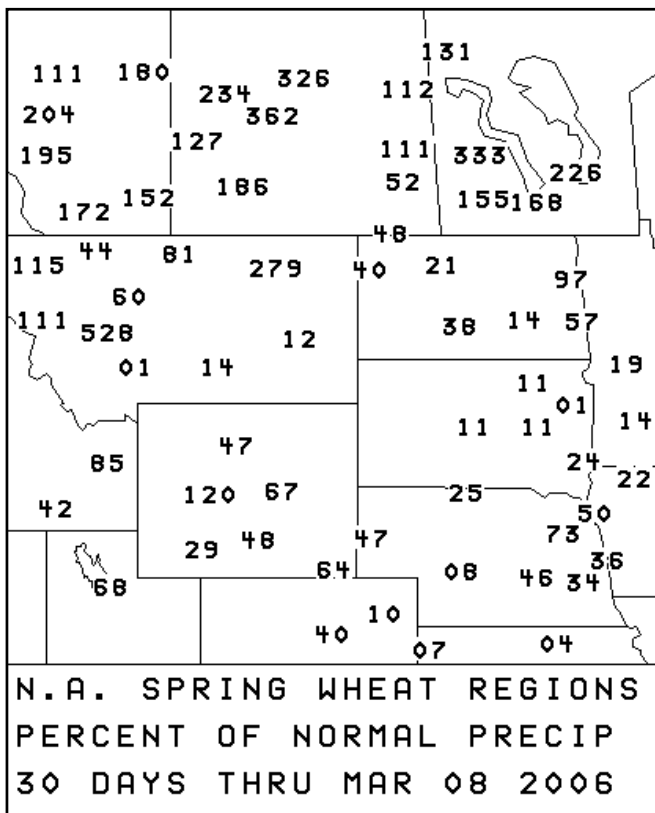 131
111 180 326
234 112
204 362
127
195 111 333
186 52 226
152 155 168
172
48
44 81
115 279 40 21
97
60
111 528 38 14 57
12
01 14 19
11
01
11 11 14
47
85 24
120 67 25 22
42 50
73
29 48 47
64 08 36
68 46 34
10
40
07 04
N.A. SPRING WHEAT REGIONS
PERCENT OF NORMAL PRECIP
30 DAYS THRU MAR 08 2006